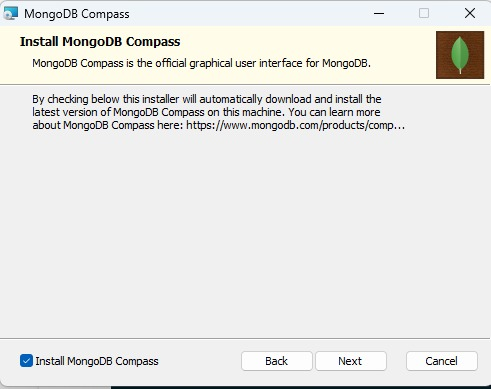 MongoDB Compass
Install MongoDB Compass
MongoDB Compass is the official graphical user interface for MongoDB.
By checking below this installer will automatically download and install the
latest version of MongoDB Compass on this machine. You can learn more
about MongoDB Compass here: https://www.mongodb.com/products/comp...
Install MongoDB Compass
Back
Next
Cancel